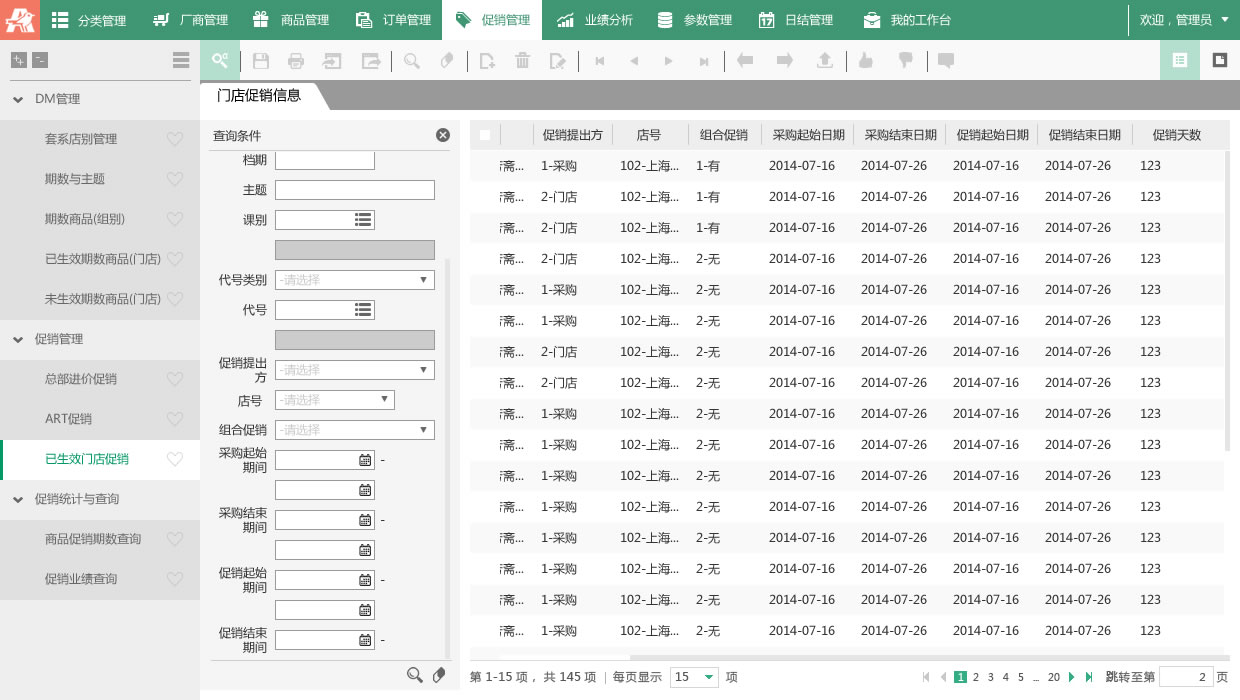 分类管理 厂商管理 商品管理 订单管理 促销管理 业绩分析 参数管理 日结管理 我的工作台 欢迎，管理员
DM管理
套系店别管理
期数与主题
期数商品(组别)
已生效期数商品(门店)
未生效期数商品(门店)
促销管理
总部进价促销
ART促销
已生效门店促销
促销统计与查询
商品促销期数查询
促销业绩查询
门店促销信息
查询条件
档期
主题
课别
代号类别 -请选择
代号
促销提出方 -请选择
店号 -请选择
组合促销 -请选择
采购起始期间 -
采购结束期间 -
促销起始期间 -
促销结束期间 -
促销提出方 店号 组合促销 采购起始日期 采购结束日期 促销起始日期 促销结束日期 促销天数
斋... 1-采购 102-上海... 1-有 2014-07-16 2014-07-26 2014-07-16 2014-07-26 123
斋... 2-门店 102-上海... 1-有 2014-07-16 2014-07-26 2014-07-16 2014-07-26 123
斋... 2-门店 102-上海... 1-有 2014-07-16 2014-07-26 2014-07-16 2014-07-26 123
斋... 2-门店 102-上海... 2-无 2014-07-16 2014-07-26 2014-07-16 2014-07-26 123
斋... 1-采购 102-上海... 2-无 2014-07-16 2014-07-26 2014-07-16 2014-07-26 123
斋... 1-采购 102-上海... 2-无 2014-07-16 2014-07-26 2014-07-16 2014-07-26 123
斋... 2-门店 102-上海... 2-无 2014-07-16 2014-07-26 2014-07-16 2014-07-26 123
斋... 2-门店 102-上海... 2-无 2014-07-16 2014-07-26 2014-07-16 2014-07-26 123
斋... 1-采购 102-上海... 2-无 2014-07-16 2014-07-26 2014-07-16 2014-07-26 123
斋... 1-采购 102-上海... 2-无 2014-07-16 2014-07-26 2014-07-16 2014-07-26 123
斋... 1-采购 102-上海... 2-无 2014-07-16 2014-07-26 2014-07-16 2014-07-26 123
斋... 1-采购 102-上海... 2-无 2014-07-16 2014-07-26 2014-07-16 2014-07-26 123
斋... 1-采购 102-上海... 2-无 2014-07-16 2014-07-26 2014-07-16 2014-07-26 123
斋... 1-采购 102-上海... 2-无 2014-07-16 2014-07-26 2014-07-16 2014-07-26 123
斋... 1-采购 102-上海... 2-无 2014-07-16 2014-07-26 2014-07-16 2014-07-26 123
斋... 1-采购 102-上海... 2-无 2014-07-16 2014-07-26 2014-07-16 2014-07-26 123
第 1-15 项，共 145 项 | 每页显示 15 项 1 2 3 4 5 ... 20 跳转至第 2 页